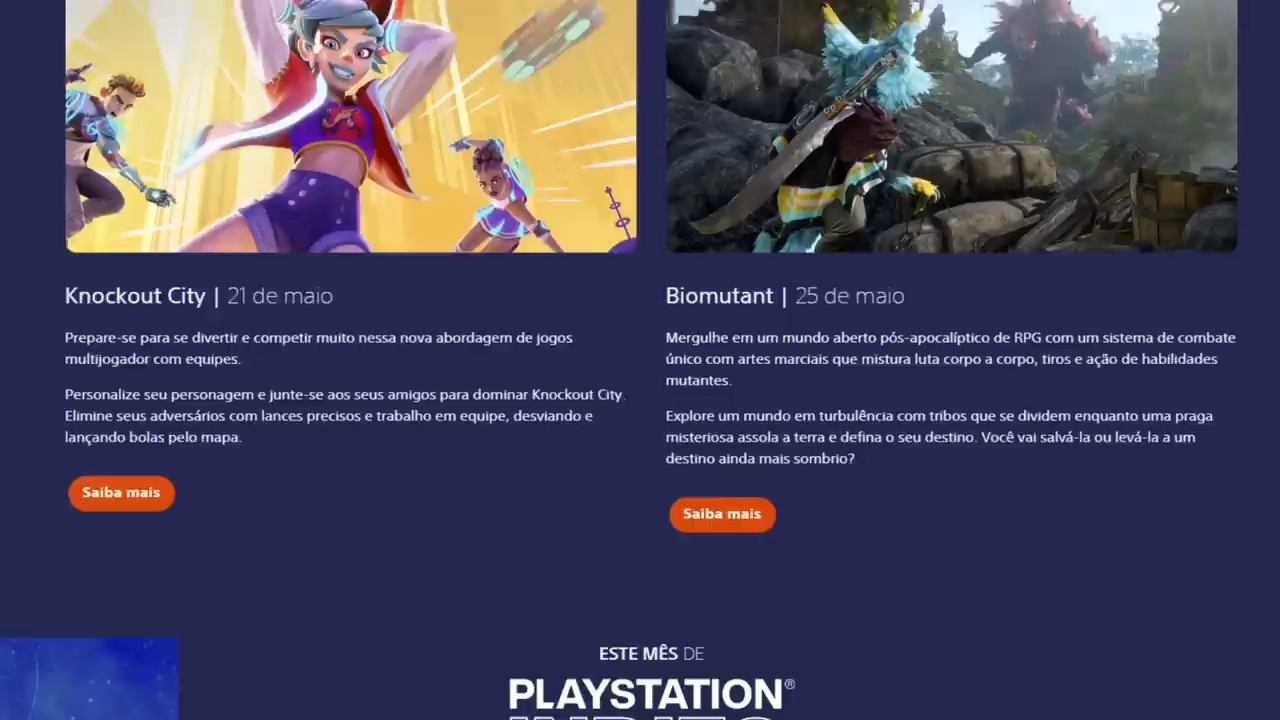 Knockout City | 21 de maio
Prepare-se para se divertir e competir muito nessa nova abordagem de jogos
multijogador com equipes.
Personalize seu personagem e junte-se aos seus amigos para dominar Knockout City.
Elimine seus adversários com lances precisos e trabalho em equipe, desviando e
lançando bolas pelo mapa.
Saiba mais
Biomutant | 25 de maio
Mergulhe em um mundo aberto pós-apocalíptico de RPG com um sistema de combate
único com artes marciais que mistura luta corpo a corpo, tiros e ação de habilidades
mutantes.
Explore um mundo em turbulência com tribos que se dividem enquanto uma praga
misteriosa assola a terra e defina o seu destino. Você vai salvá-la ou levá-la a um
destino ainda mais sombrio?
Saiba mais
ESTE MÊS DE
PLAYSTATION®